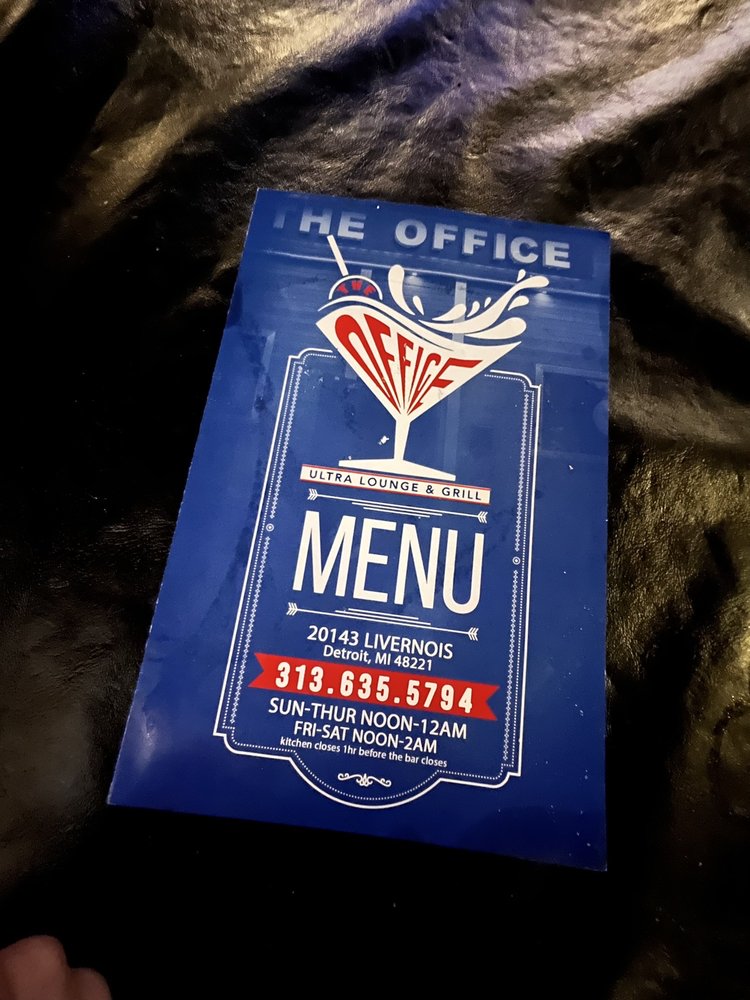 THE OFFICE
THE
OFFICE
ULTRA LOUNGE & GRILL
MENU
20143 LIVERNOIS
Detroit, MI 48221
313.635.5794
SUN-THUR NOON-12AM
FRI-SAT NOON-2AM
kitchen closes 1hr before the bar closes